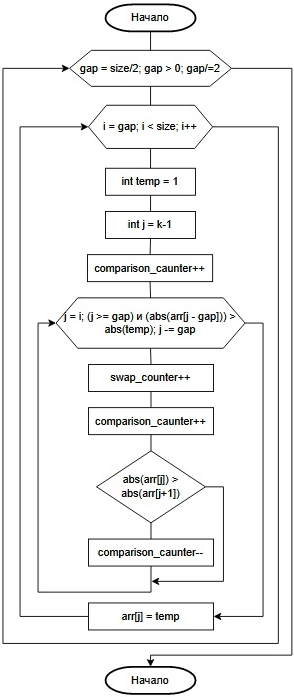 Начало
gap = size/2; gap > 0; gap/=2
i = gap; i < size; i++
int temp = 1
int j = k-1
comparison_caunter++
j = i; (j >= gap) и (abs(arr[j - gap])) >
abs(temp); j -= gap
swap_counter++
comparison_caunter++
abs(arr[j]) >
abs(arr[j+1])
comparison_caunter--
arr[j] = temp
Начало